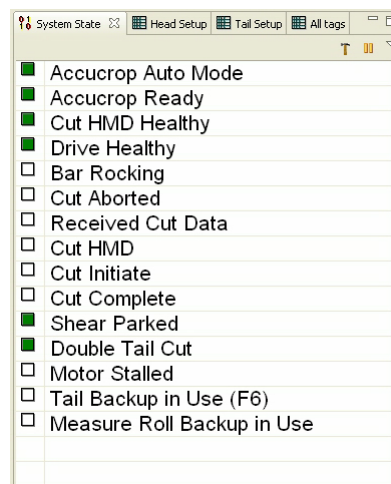 System State Head Setup Tail Setup All tags
Accucrop Auto Mode
Accucrop Ready
Cut HMD Healthy
Drive Healthy
Bar Rocking
Cut Aborted
Received Cut Data
Cut HMD
Cut Initiate
Cut Complete
Shear Parked
Double Tail Cut
Motor Stalled
Tail Backup in Use (F6)
Measure Roll Backup in Use